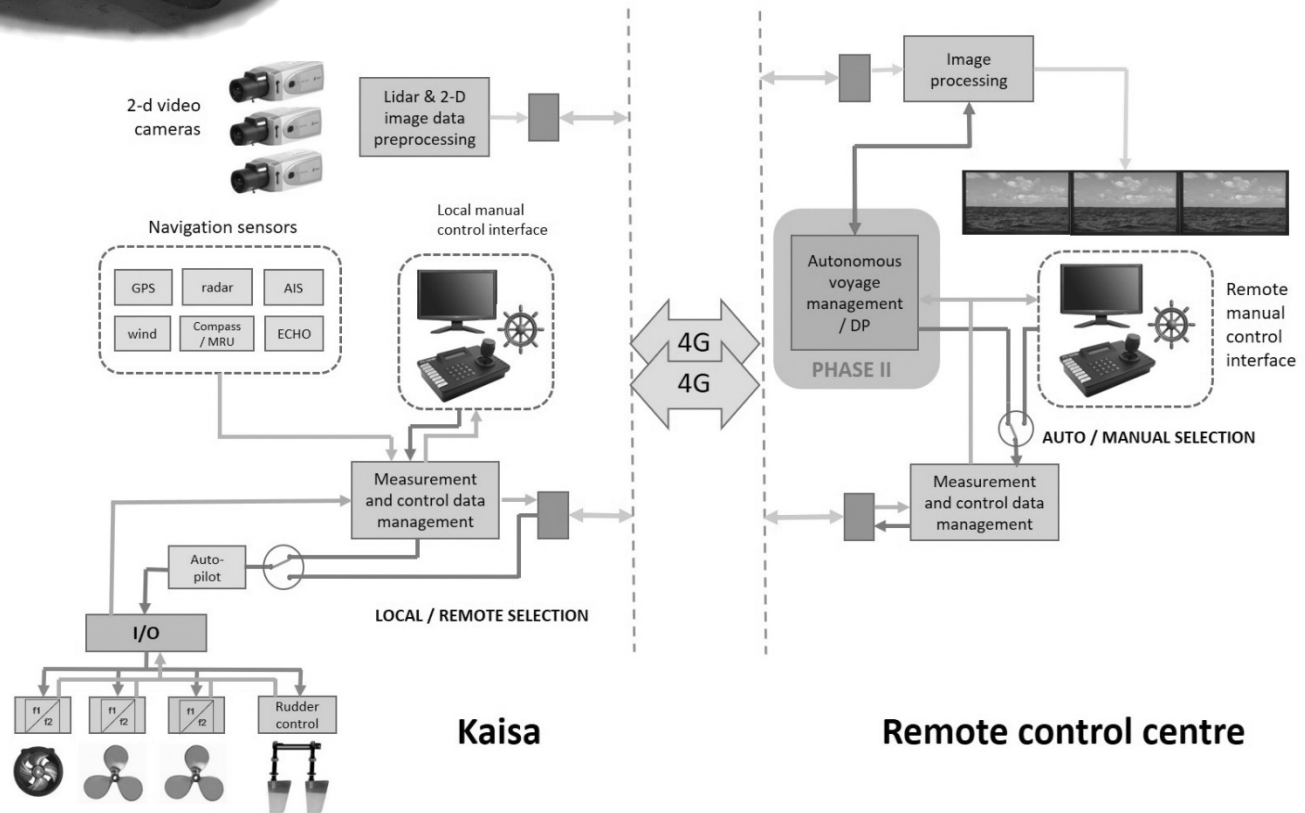 2-d video
cameras
Lidar & 2-D
image data
preprocessing
Navigation sensors
GPS
radar
AIS
wind
Compass
/ MRU
ECHO
Local manual
control interface
Measurement
and control data
management
Auto-
pilot
LOCAL / REMOTE SELECTION
I/O
f1
f2
f1
f2
f1
f2
Rudder
control
Kaisa
4G
4G
Image
processing
Autonomous
voyage
management
/ DP
PHASE II
Remote
manual
control
interface
AUTO / MANUAL SELECTION
Measurement
and control data
management
Remote control centre